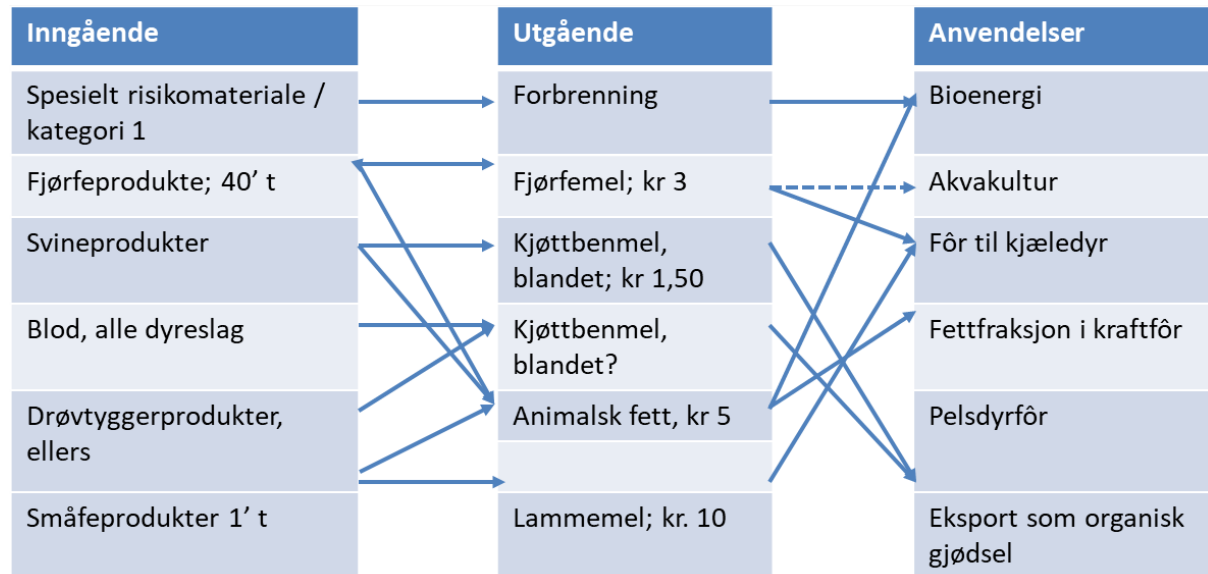 Inngående
Spesielt risikomateriale /
kategori 1
Fjørfeprodukte; 40’ t
Svineprodukter
Blod, alle dyreslag
Drøvtyggerprodukter,
ellers
Småfeprodukter 1’ t
Utgående
Forbrenning
Fjørfemel; kr 3
Kjøttbenmel,
blandet; kr 1,50
Kjøttbenmel,
blandet?
Animalsk fett, kr 5
Lammemel; kr. 10
Anvendelser
Bioenergi
Akvakultur
Fôr til kjæledyr
Fettfraksjon i kraftfôr
Pelsdyrfôr
Eksport som organisk
gjødsel